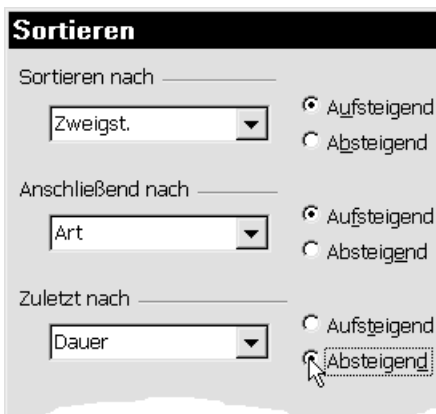 Sortieren
Sortieren nach
Zweigst.
Aufsteigend
Absteigend
Anschließend nach
Art
Aufsteigend
Absteigend
Zuletzt nach
Dauer
Aufsteigend
Absteigend